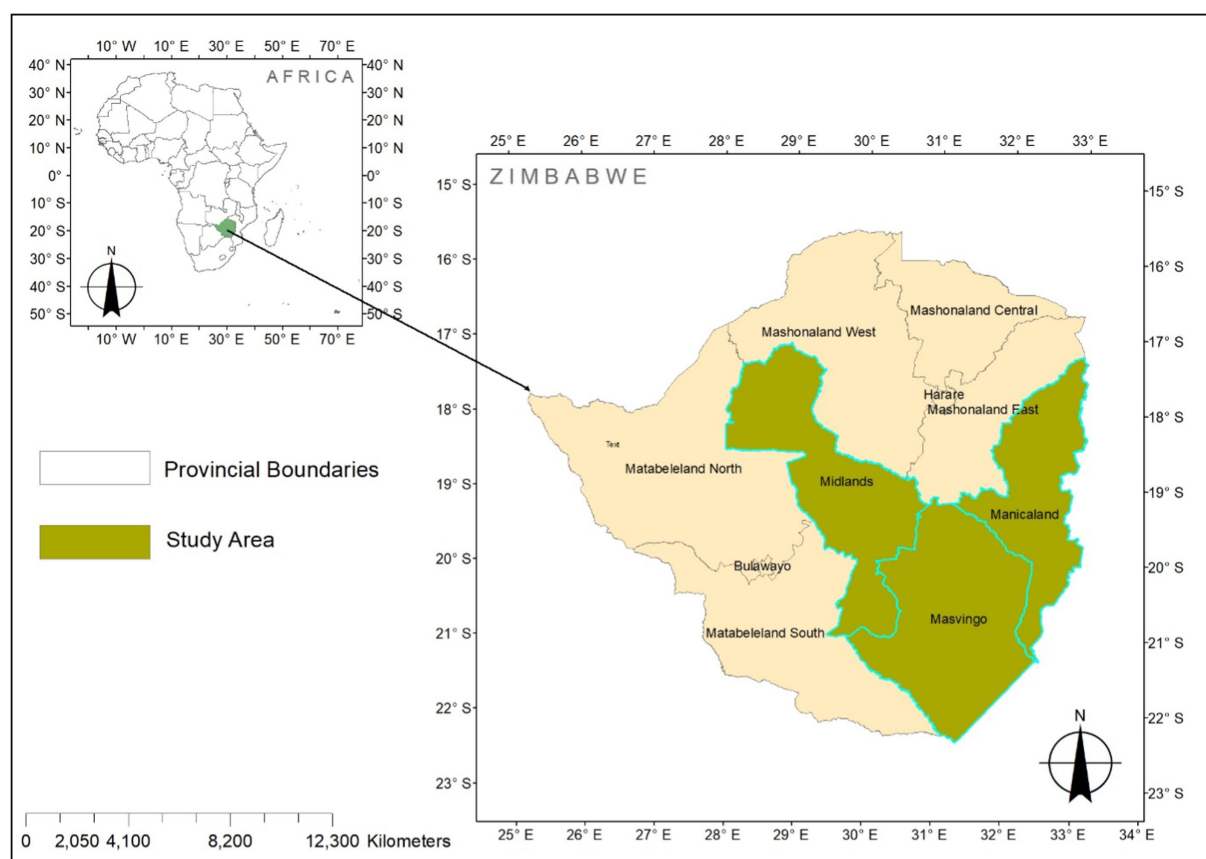 10° W 10° E 30° E 50° E 70° E
AFRICA
40° N 40° N
30° N 30° N
20° N 20° N
10° N 10° N
0° 0°
10° S 10° S
20° S 20° S
30° S 30° S
40° S 40° S
50° S 50° S
N
10° W 10° E 30° E 50° E 70° E
25° E 26° E 27° E 28° E 29° E 30° E 31° E 32° E 33° E
ZIMBABWE
15° S 15° S
16° S 16° S
17° S 17° S
18° S 18° S
19° S 19° S
20° S 20° S
21° S 21° S
22° S 22° S
23° S 23° S
Mashonaland Central
Mashonaland West
Harare
Mashonaland East
Text
Matabeleland North
Midlands
Manicaland
Bulawayo
Masvingo
Matabeleland South
N
25° E 26° E 27° E 28° E 29° E 30° E 31° E 32° E 33° E 34° E
Provincial Boundaries
Study Area
0 2,050 4,100 8,200 12,300 Kilometers